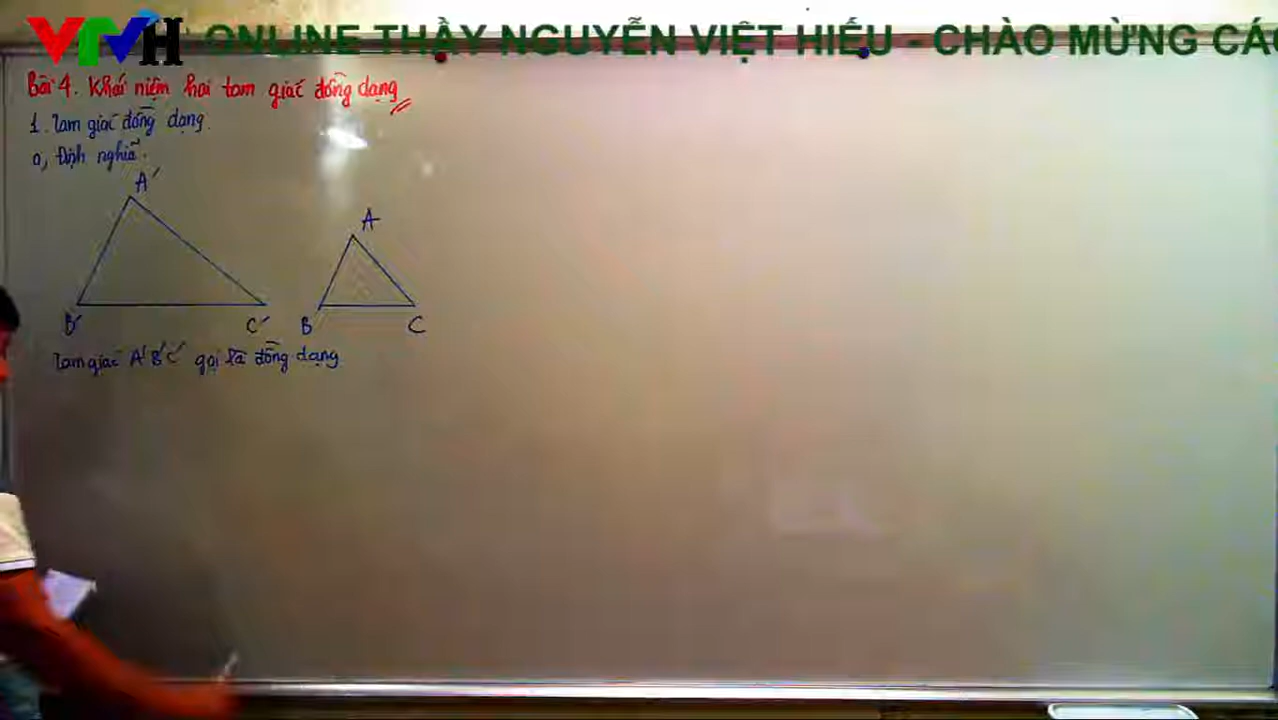 VTVH ONLINE THẦY NGUYỄN VIỆT HIẾU - CHÀO MỪNG CÁC
Bài 4. Khái niệm hai tam giác đồng dạng
1. Tam giác đồng dạng.
a, Định nghĩa.
A'
A
B' C' B C
Tam giác A'B'C' gọi là đồng dạng